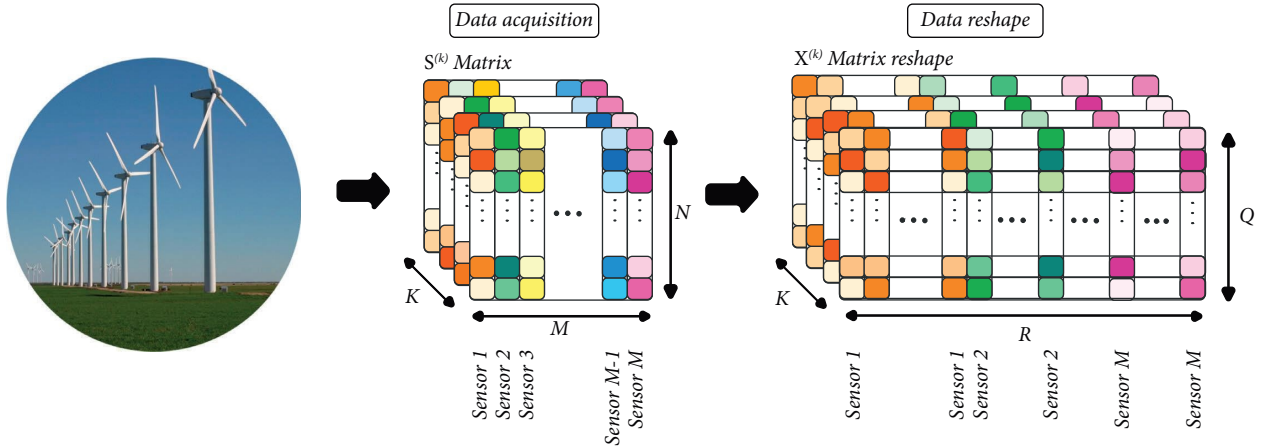 Data acquisition
Data reshape
S(k) Matrix
X(k) Matrix reshape
N
Q
K
M
K
R
Sensor 1
Sensor 2
Sensor 3
Sensor M-1
Sensor M
Sensor 1
Sensor 1
Sensor 2
Sensor 2
Sensor M
Sensor M